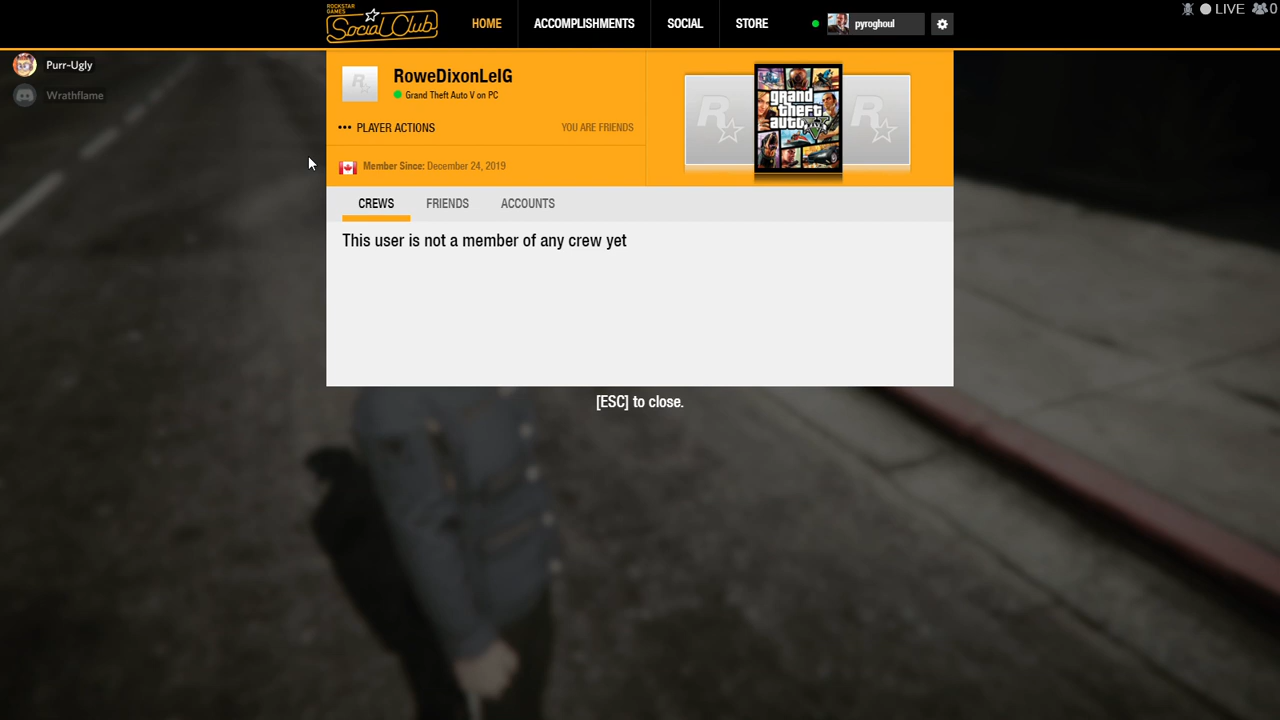 ROCKSTAR
GAMES
Social Club
HOME
ACCOMPLISHMENTS
SOCIAL
STORE
pyroghoul
LIVE
0
Purr-Ugly
Wrathflame
RoweDixonLeIG
Grand Theft Auto V on PC
PLAYER ACTIONS
YOU ARE FRIENDS
Member Since: December 24, 2019
R
grand
theft
auto
V
R
CREWS
FRIENDS
ACCOUNTS
This user is not a member of any crew yet
[ESC] to close.